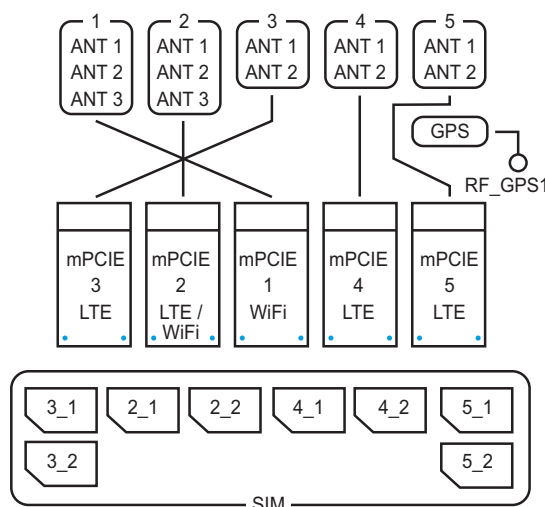 1
ANT 1
ANT 2
ANT 3
2
ANT 1
ANT 2
ANT 3
3
ANT 1
ANT 2
4
ANT 1
ANT 2
5
ANT 1
ANT 2
GPS
RF_GPS1
mPCIE
3
LTE
mPCIE
2
LTE /
WiFi
mPCIE
1
WiFi
mPCIE
4
LTE
mPCIE
5
LTE
3_1
2_1
2_2
4_1
4_2
5_1
3_2
5_2
SIM